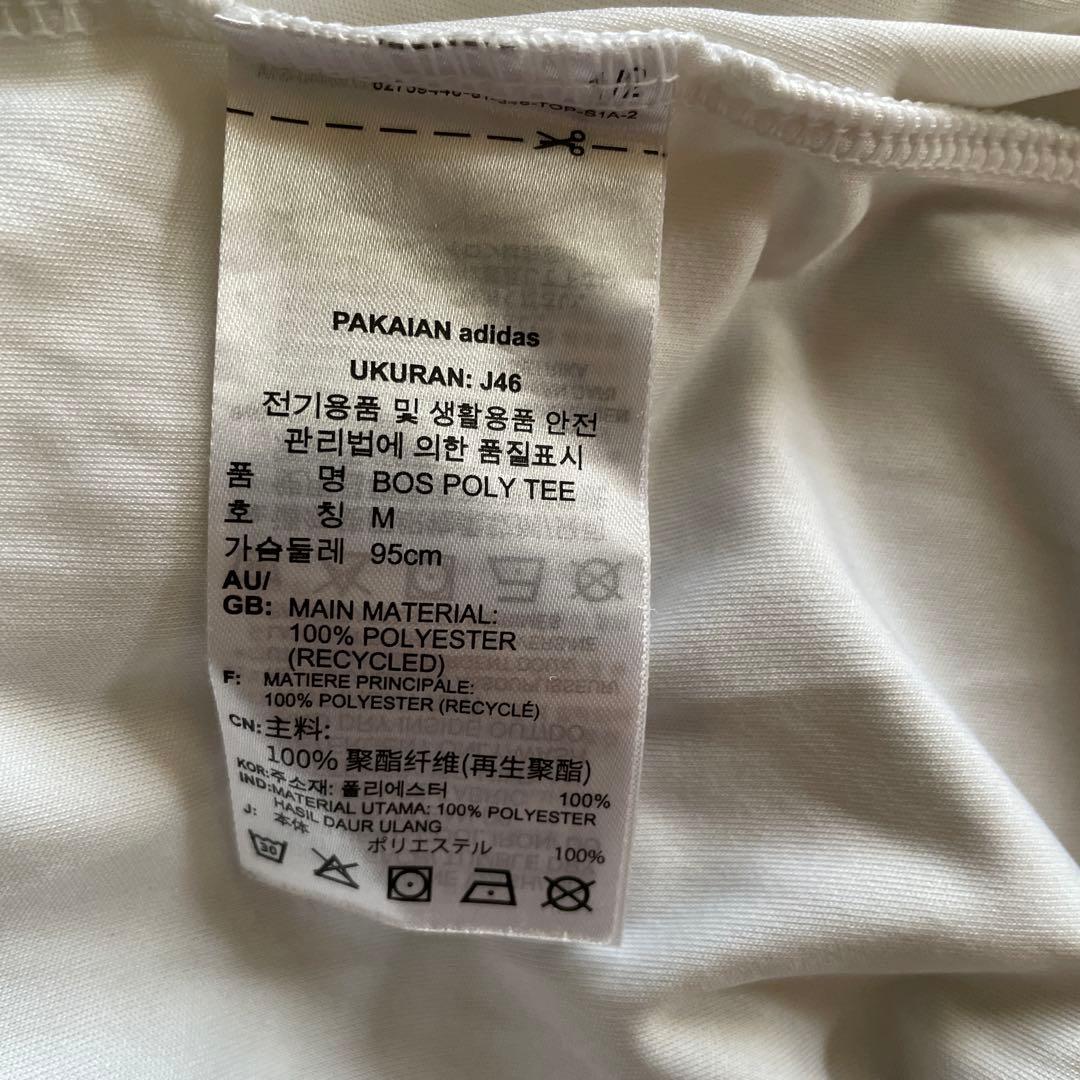 -TOP-S1A-2
PAKAIAN adidas
UKURAN: J46
전기용품 및 생활용품 안전
관리법에 의한 품질표시
품 명 BOS POLY TEE
호 칭 M
가슴둘레 95cm
AU/
GB: MAIN MATERIAL:
100% POLYESTER
(RECYCLED)
F: MATIERE PRINCIPALE:
100% POLYESTER (RECYCLÉ)
CN: 主料:
100% 聚酯纤维(再生聚酯)
KOR: 주소재: 폴리에스터 100%
IND: MATERIAL UTAMA: 100% POLYESTER
HASIL DAUR ULANG
J: 本体
ポリエステル 100%
30